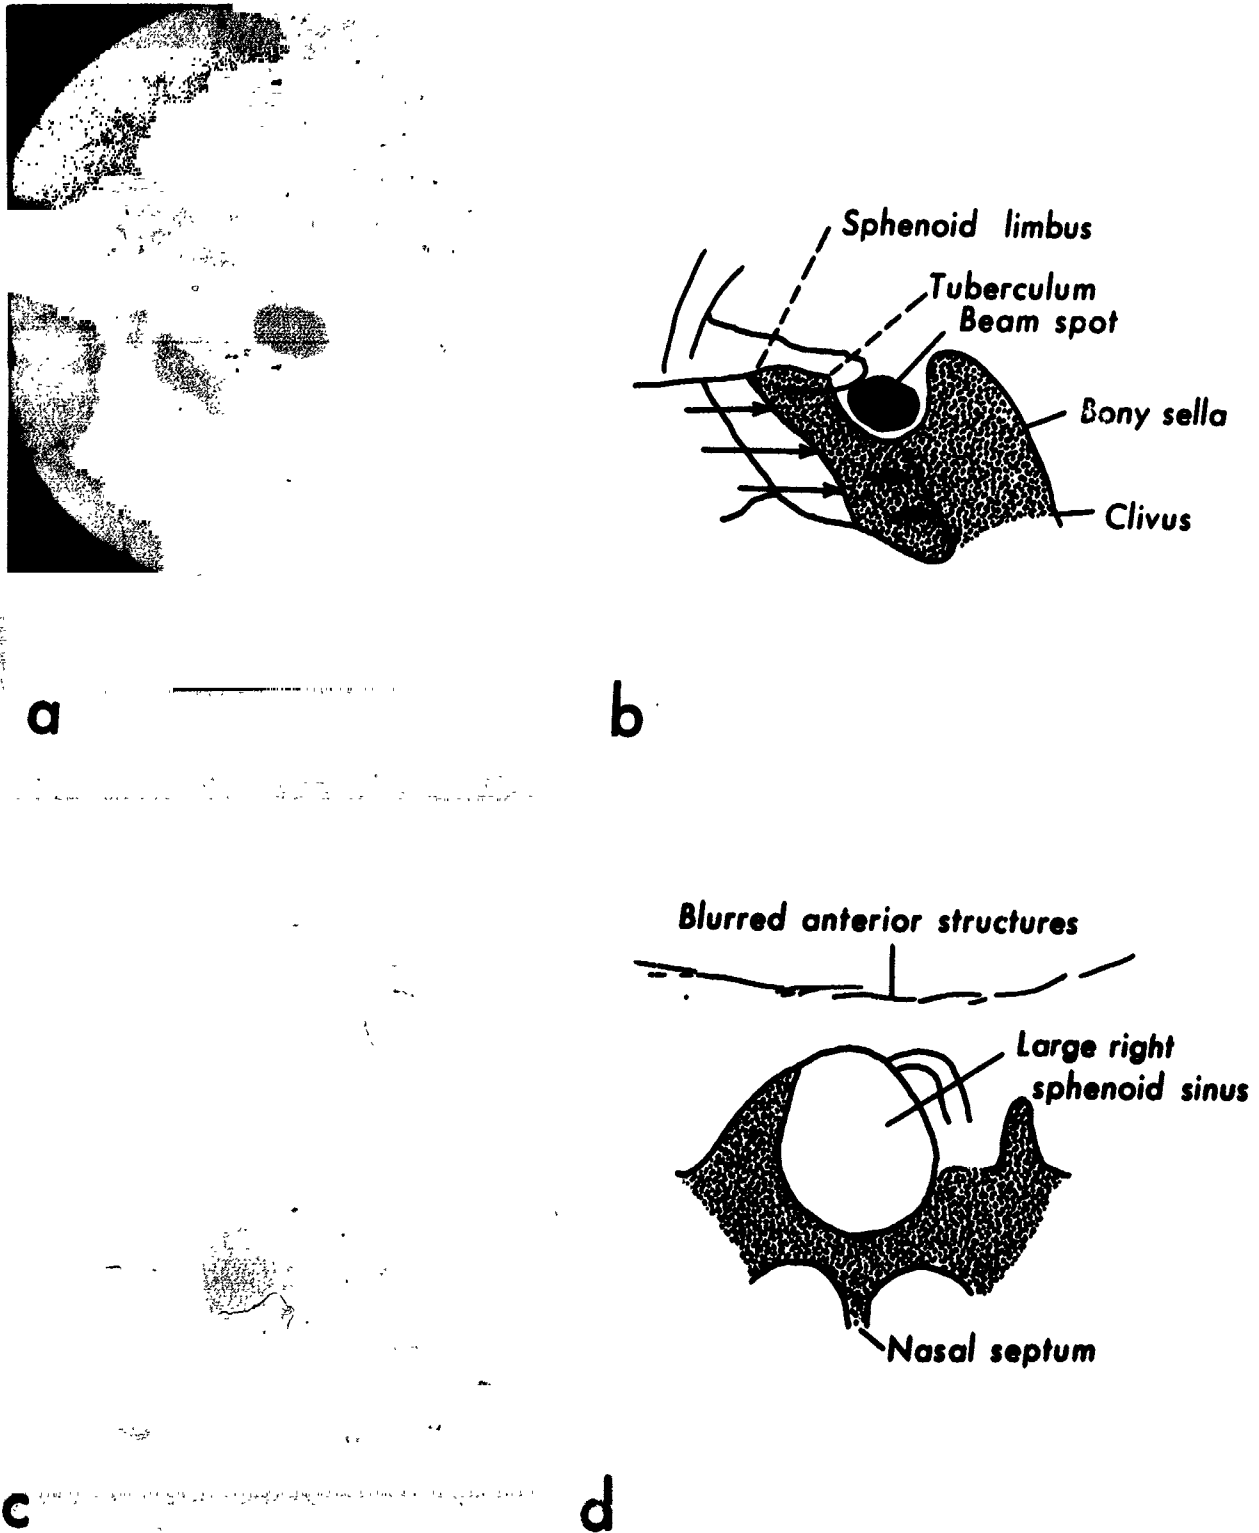 Sphenoid limbus
Tuberculum
Beam spot
Bony sella
Clivus
a
b
Blurred anterior structures
Large right
sphenoid sinus
Nasal septum
c
d